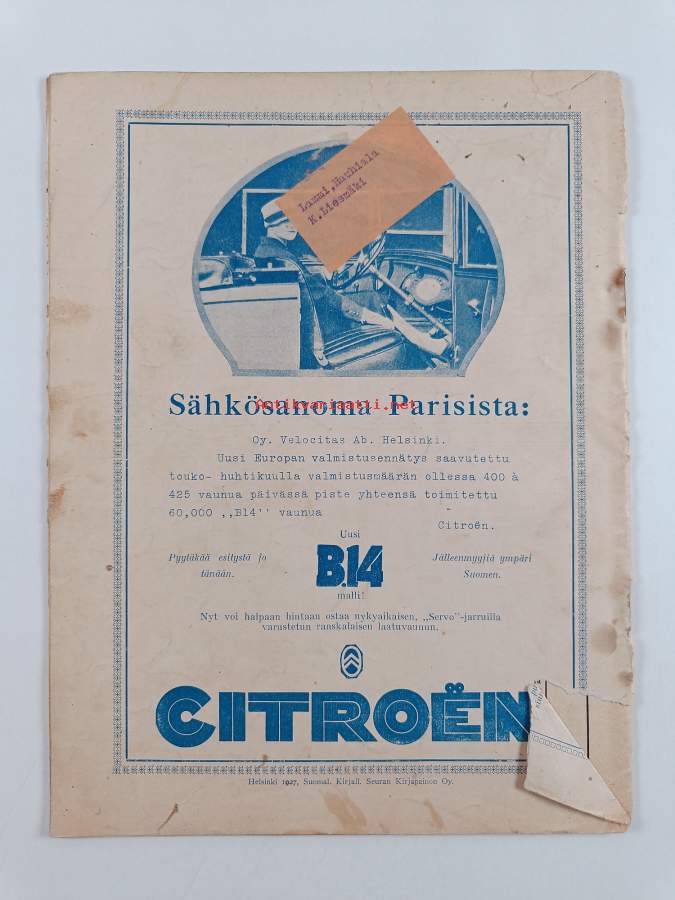 Lammi, Hauhiala
K. Liesmäki
Sähkösanoma Parisista:
Antikvariaatti.net
Oy. Velocitas Ab. Helsinki.
Uusi Europan valmistusennätys saavutettu
touko- huhtikuulla valmistusmäärän ollessa 400 à
425 vaunua päivässä piste yhteensä toimitettu
60,000 ,,B14'' vaunua
Citroën.
Uusi
Pyytäkää esitystä jo
tänään.
B.14
Jälleenmyyjiä ympäri
Suomen.
malli!
Nyt voi halpaan hintaan ostaa nykyaikaisen, „Servo"-jarruilla
varustetun ranskalaisen laatuvaunun.
CITROËN
Helsinki 1927, Suomal. Kirjall. Seuran Kirjapainon Oy.